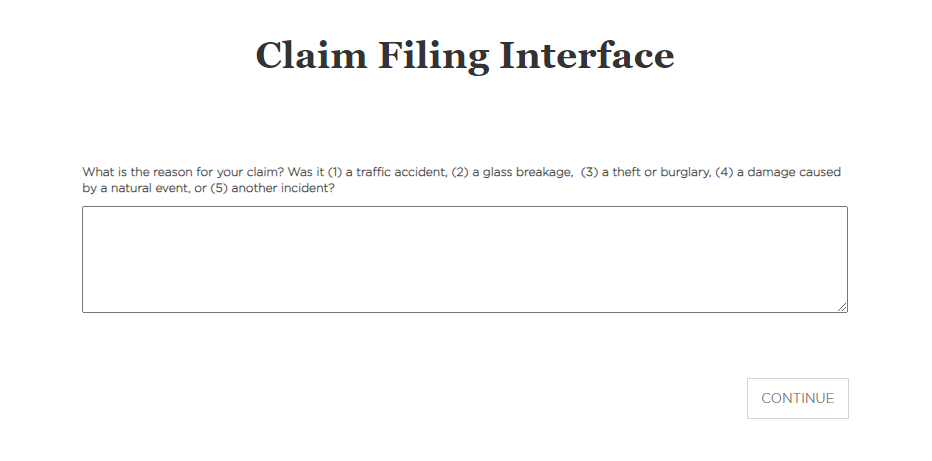 Claim Filing Interface
What is the reason for your claim? Was it (1) a traffic accident, (2) a glass breakage,  (3) a theft or burglary, (4) a damage caused
by a natural event, or (5) another incident?
CONTINUE